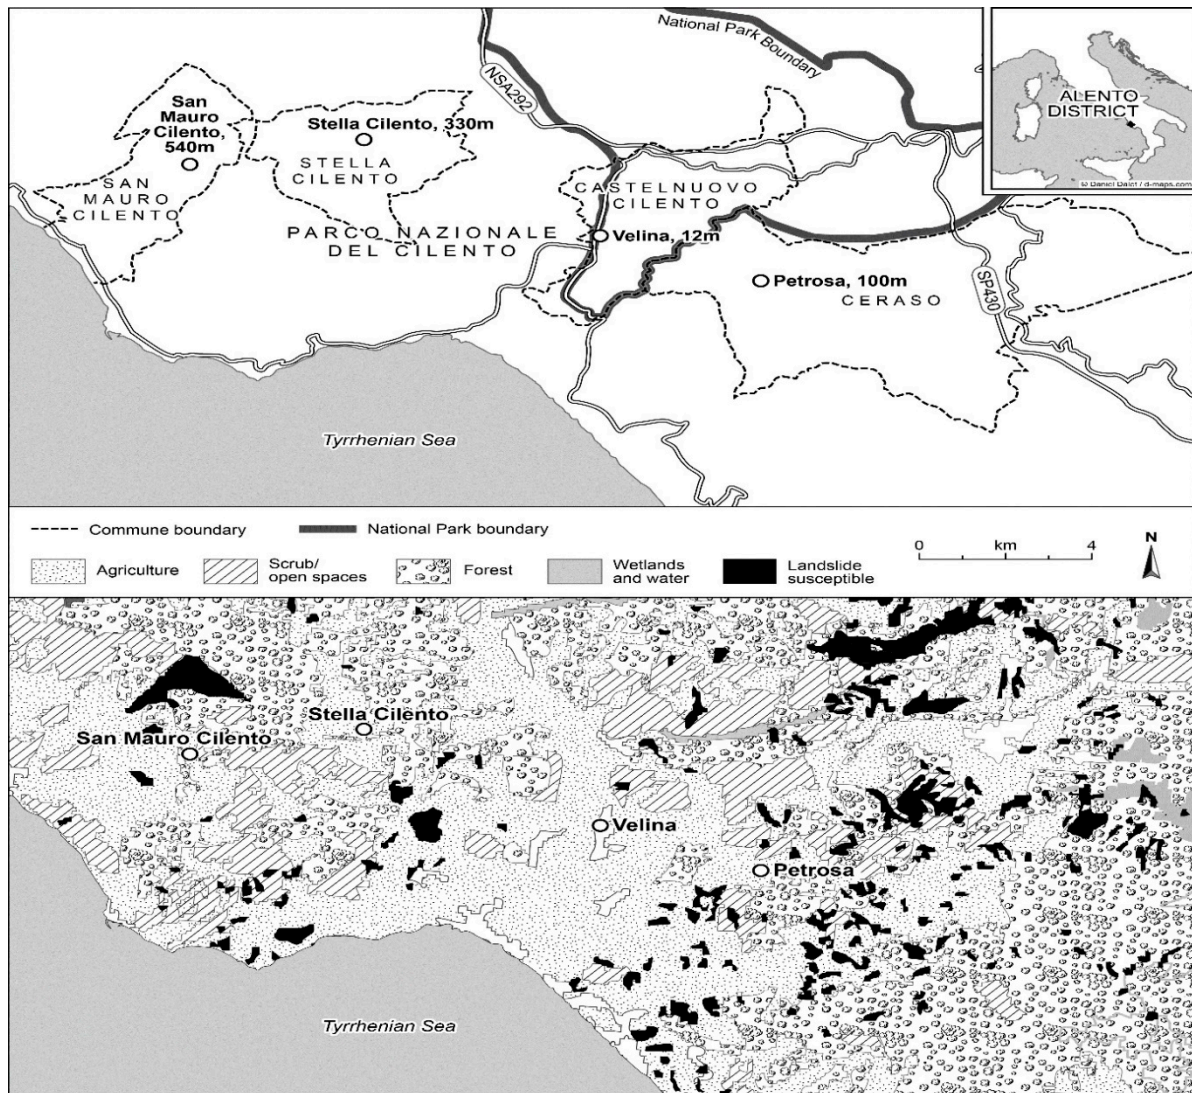 National Park
Boundary
NSA292
ALENTO
DISTRICT
© Daniel Dalet / d-maps.com
San
Mauro
Cilento,
540m
Stella Cilento, 330m
STELLA
CILENTO
SAN
MAURO
CILENTO
CASTELNUOVO
CILENTO
PARCO NAZIONALE
DEL CILENTO
Velina, 12m
Petrosa, 100m
CERASO
SP430
Tyrrhenian Sea
Commune boundary
National Park boundary
Agriculture
Scrub/
open spaces
Forest
Wetlands
and water
Landslide
susceptible
0 km 4
N
Stella Cilento
San Mauro Cilento
Velina
Petrosa
Tyrrhenian Sea